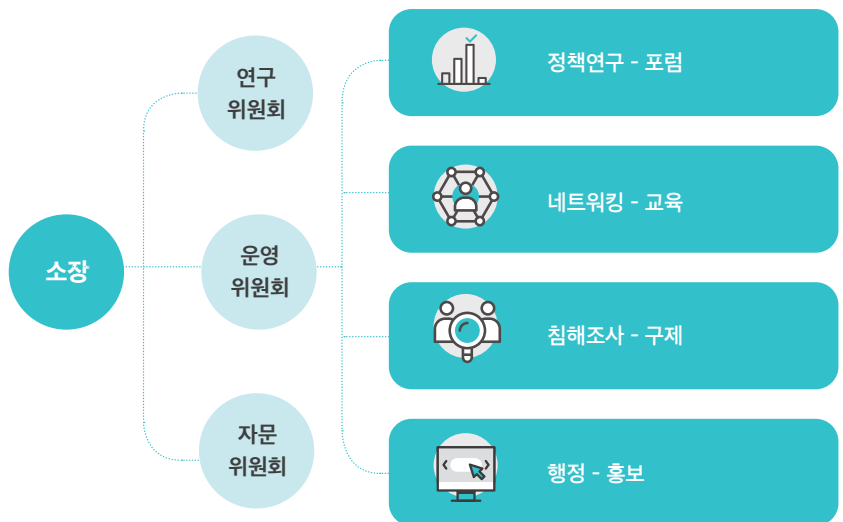 소장
연구
위원회
운영
위원회
자문
위원회
정책연구 - 포럼
네트워킹 - 교육
침해조사 - 구제
행정 - 홍보